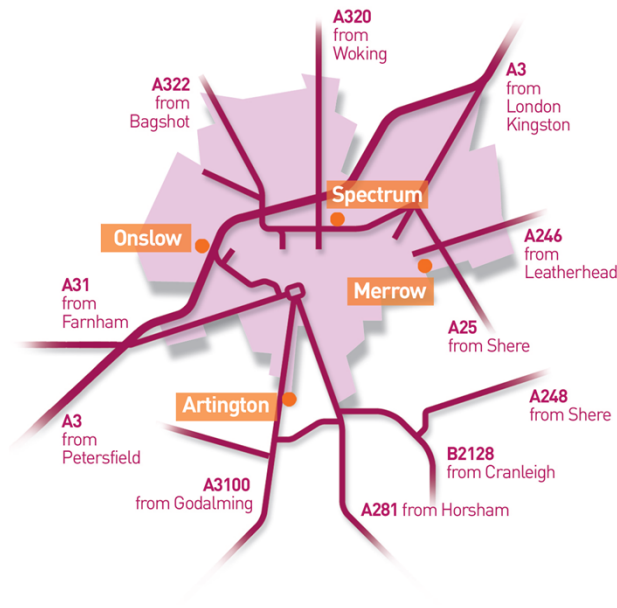 A320
from
Woking
A3
from
London
Kingston
A322
from
Bagshot
Spectrum
Onslow
A246
from
Leatherhead
Merrow
A31
from
Farnham
A25
from Shere
A248
from Shere
Artington
A3
from
Petersfield
B2128
from Cranleigh
A3100
from Godalming
A281 from Horsham